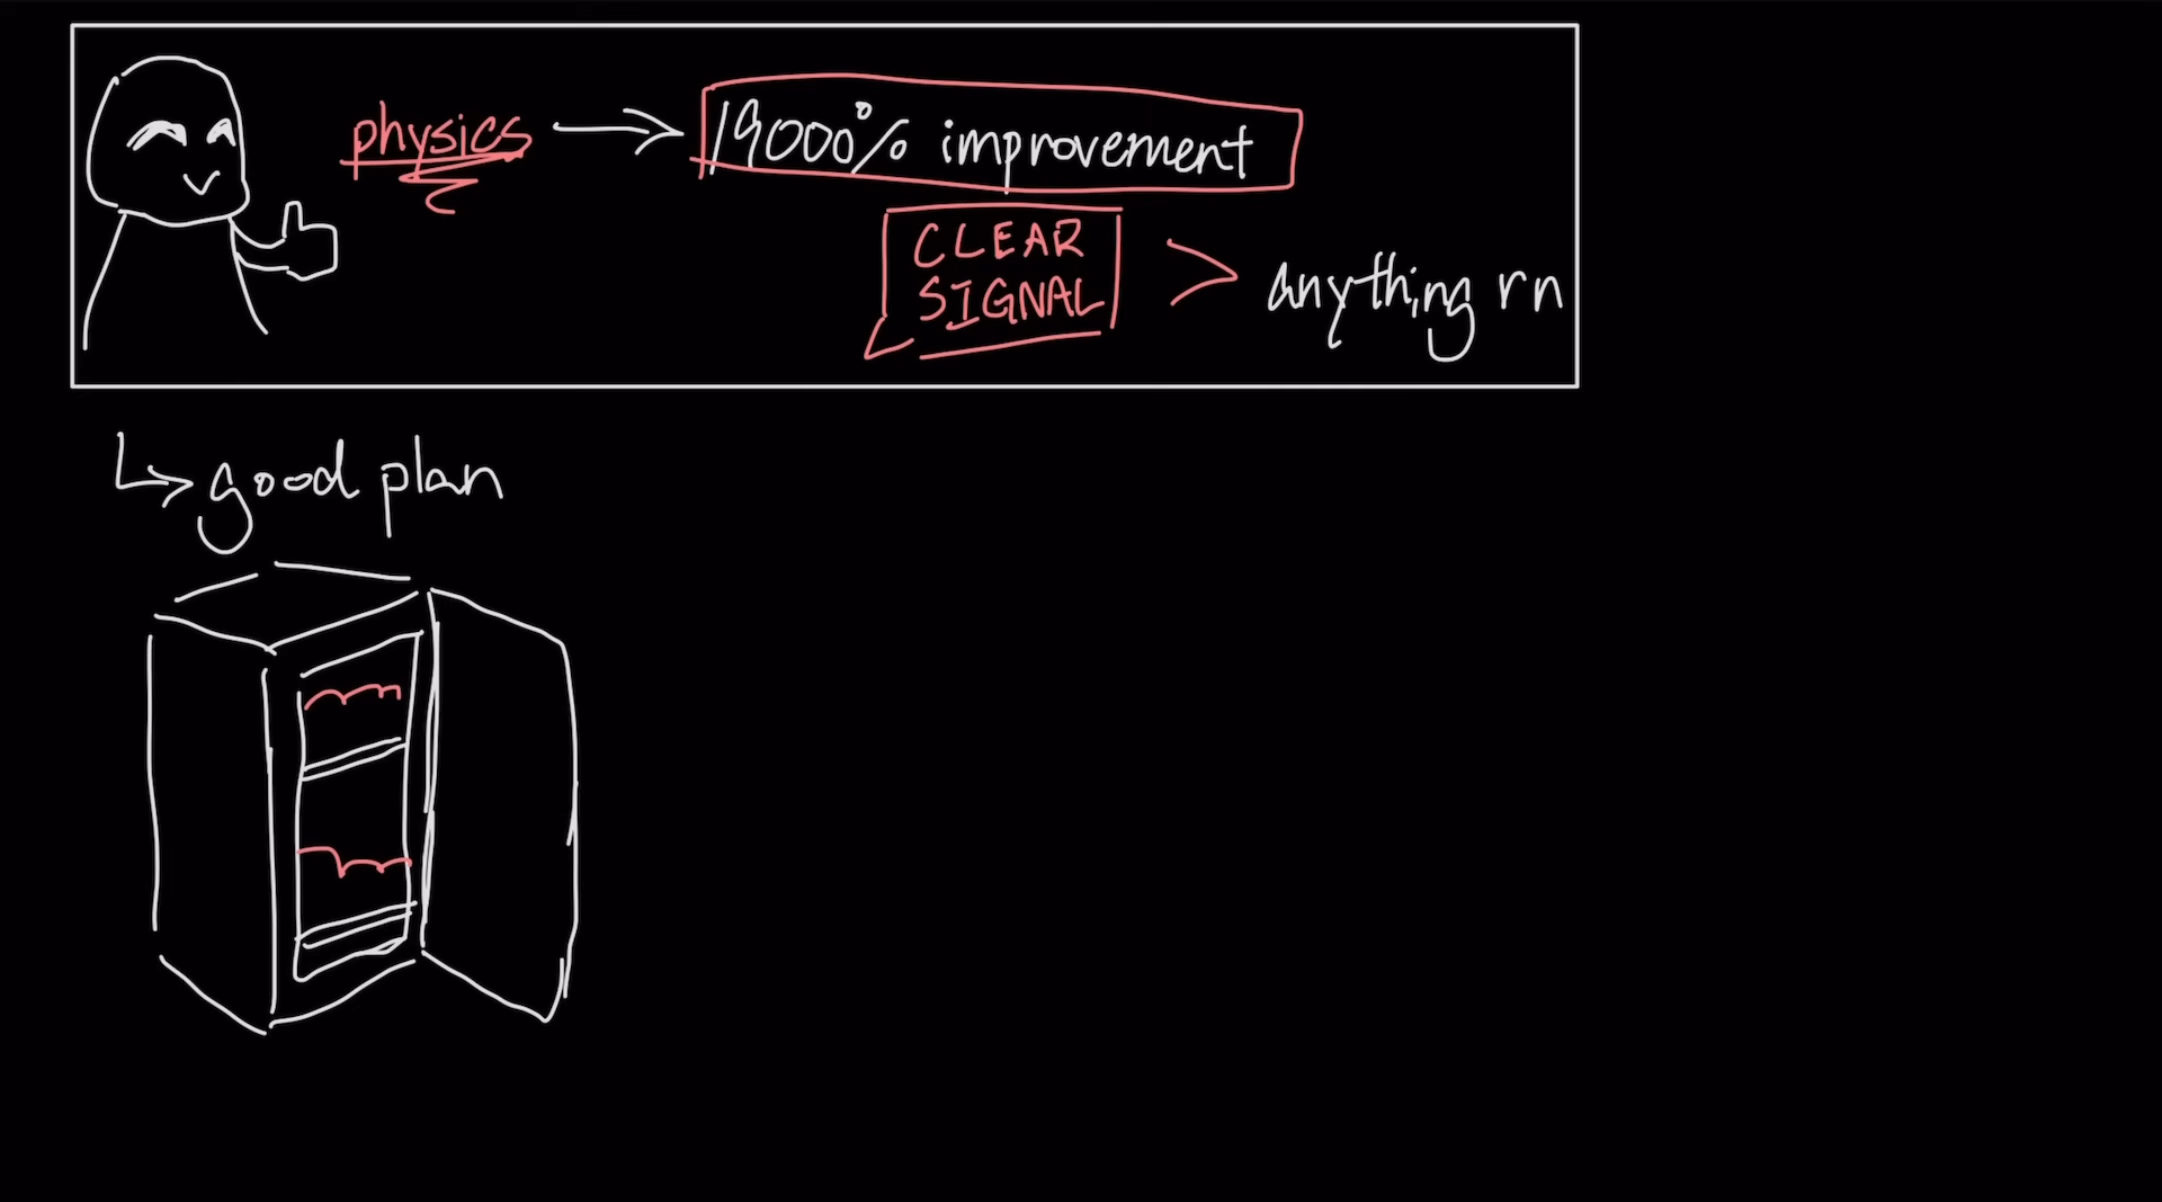 physics → 19000% improvement
CLEAR
SIGNAL > anything rn
↳ good plan